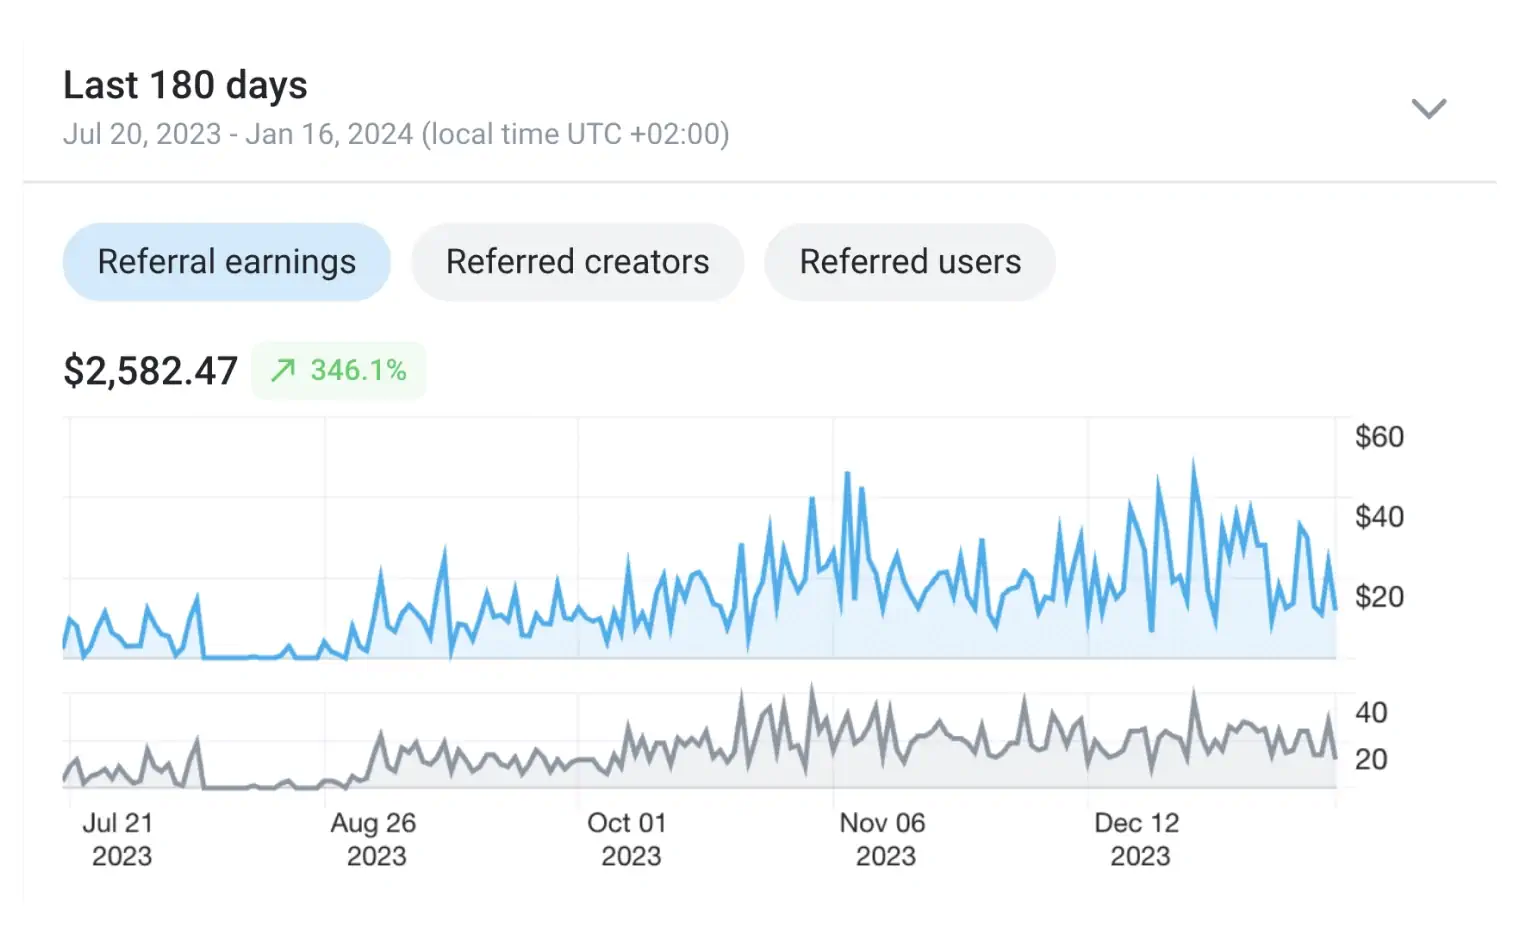 Last 180 days
Jul 20, 2023 - Jan 16, 2024 (local time UTC +02:00)
Referral earnings Referred creators Referred users
$2,582.47 346.1%
$60
$40
$20
40
20
Jul 21 Aug 26 Oct 01 Nov 06 Dec 12
2023 2023 2023 2023 2023